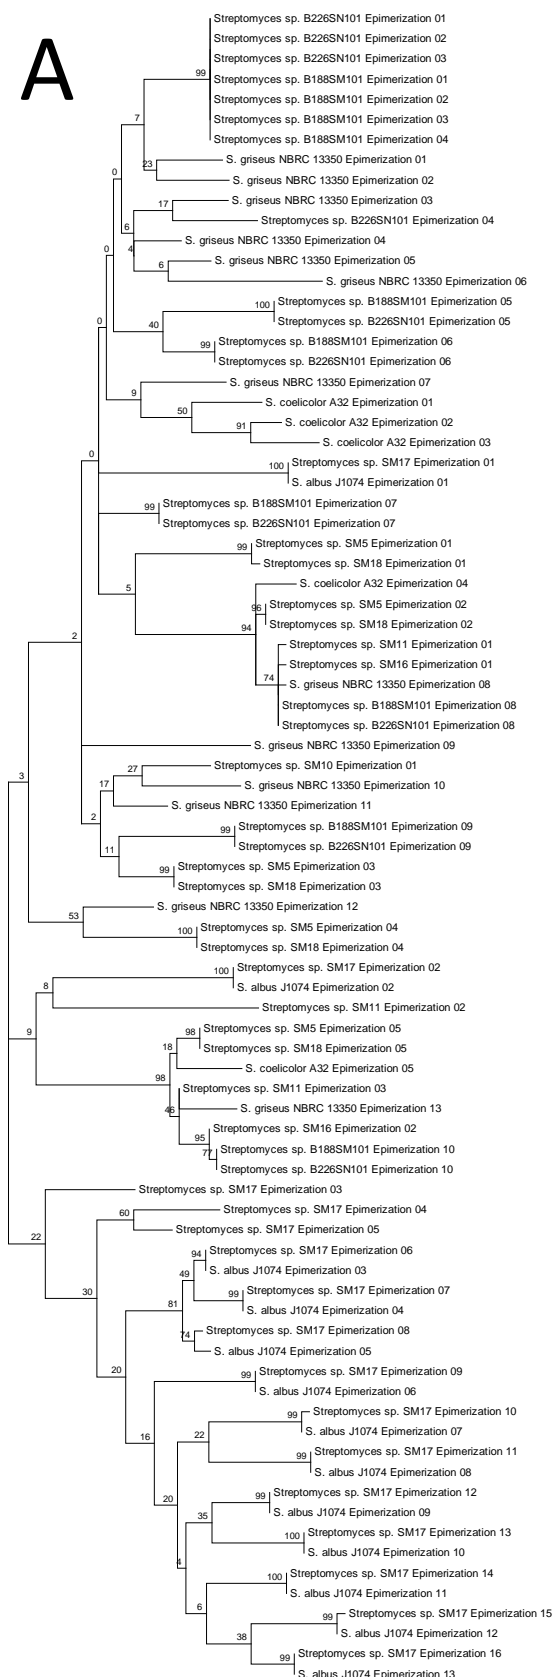 A
Streptomyces sp. B226SN101 Epimerization 01
Streptomyces sp. B226SN101 Epimerization 02
Streptomyces sp. B226SN101 Epimerization 03
99
Streptomyces sp. B188SM101 Epimerization 01
Streptomyces sp. B188SM101 Epimerization 02
7
Streptomyces sp. B188SM101 Epimerization 03
Streptomyces sp. B188SM101 Epimerization 04
23
S. griseus NBRC 13350 Epimerization 01
0
S. griseus NBRC 13350 Epimerization 02
17
S. griseus NBRC 13350 Epimerization 03
6
Streptomyces sp. B226SN101 Epimerization 04
4
S. griseus NBRC 13350 Epimerization 04
0
6
S. griseus NBRC 13350 Epimerization 05
S. griseus NBRC 13350 Epimerization 06
100
Streptomyces sp. B188SM101 Epimerization 05
0
40
Streptomyces sp. B226SN101 Epimerization 05
99
Streptomyces sp. B188SM101 Epimerization 06
Streptomyces sp. B226SN101 Epimerization 06
9
S. griseus NBRC 13350 Epimerization 07
50
S. coelicolor A32 Epimerization 01
91
S. coelicolor A32 Epimerization 02
S. coelicolor A32 Epimerization 03
0
100
Streptomyces sp. SM17 Epimerization 01
S. albus J1074 Epimerization 01
99
Streptomyces sp. B188SM101 Epimerization 07
Streptomyces sp. B226SN101 Epimerization 07
99
Streptomyces sp. SM5 Epimerization 01
Streptomyces sp. SM18 Epimerization 01
5
S. coelicolor A32 Epimerization 04
96
Streptomyces sp. SM5 Epimerization 02
94
Streptomyces sp. SM18 Epimerization 02
2
Streptomyces sp. SM11 Epimerization 01
Streptomyces sp. SM16 Epimerization 01
74
S. griseus NBRC 13350 Epimerization 08
Streptomyces sp. B188SM101 Epimerization 08
Streptomyces sp. B226SN101 Epimerization 08
S. griseus NBRC 13350 Epimerization 09
27
Streptomyces sp. SM10 Epimerization 01
3
17
S. griseus NBRC 13350 Epimerization 10
S. griseus NBRC 13350 Epimerization 11
2
99
Streptomyces sp. B188SM101 Epimerization 09
11
Streptomyces sp. B226SN101 Epimerization 09
99
Streptomyces sp. SM5 Epimerization 03
Streptomyces sp. SM18 Epimerization 03
53
S. griseus NBRC 13350 Epimerization 12
100
Streptomyces sp. SM5 Epimerization 04
Streptomyces sp. SM18 Epimerization 04
100
Streptomyces sp. SM17 Epimerization 02
8
S. albus J1074 Epimerization 02
Streptomyces sp. SM11 Epimerization 02
9
98
Streptomyces sp. SM5 Epimerization 05
18
Streptomyces sp. SM18 Epimerization 05
S. coelicolor A32 Epimerization 05
98
Streptomyces sp. SM11 Epimerization 03
46
S. griseus NBRC 13350 Epimerization 13
95
Streptomyces sp. SM16 Epimerization 02
77
Streptomyces sp. B188SM101 Epimerization 10
Streptomyces sp. B226SN101 Epimerization 10
Streptomyces sp. SM17 Epimerization 03
60
Streptomyces sp. SM17 Epimerization 04
22
Streptomyces sp. SM17 Epimerization 05
94
Streptomyces sp. SM17 Epimerization 06
49
S. albus J1074 Epimerization 03
30
99
Streptomyces sp. SM17 Epimerization 07
81
S. albus J1074 Epimerization 04
74
Streptomyces sp. SM17 Epimerization 08
S. albus J1074 Epimerization 05
20
99
Streptomyces sp. SM17 Epimerization 09
S. albus J1074 Epimerization 06
99
Streptomyces sp. SM17 Epimerization 10
16
22
S. albus J1074 Epimerization 07
99
Streptomyces sp. SM17 Epimerization 11
S. albus J1074 Epimerization 08
20
99
Streptomyces sp. SM17 Epimerization 12
35
S. albus J1074 Epimerization 09
100
Streptomyces sp. SM17 Epimerization 13
S. albus J1074 Epimerization 10
4
100
Streptomyces sp. SM17 Epimerization 14
S. albus J1074 Epimerization 11
6
99
Streptomyces sp. SM17 Epimerization 15
S. albus J1074 Epimerization 12
38
99
Streptomyces sp. SM17 Epimerization 16
S. albus J1074 Epimerization 13